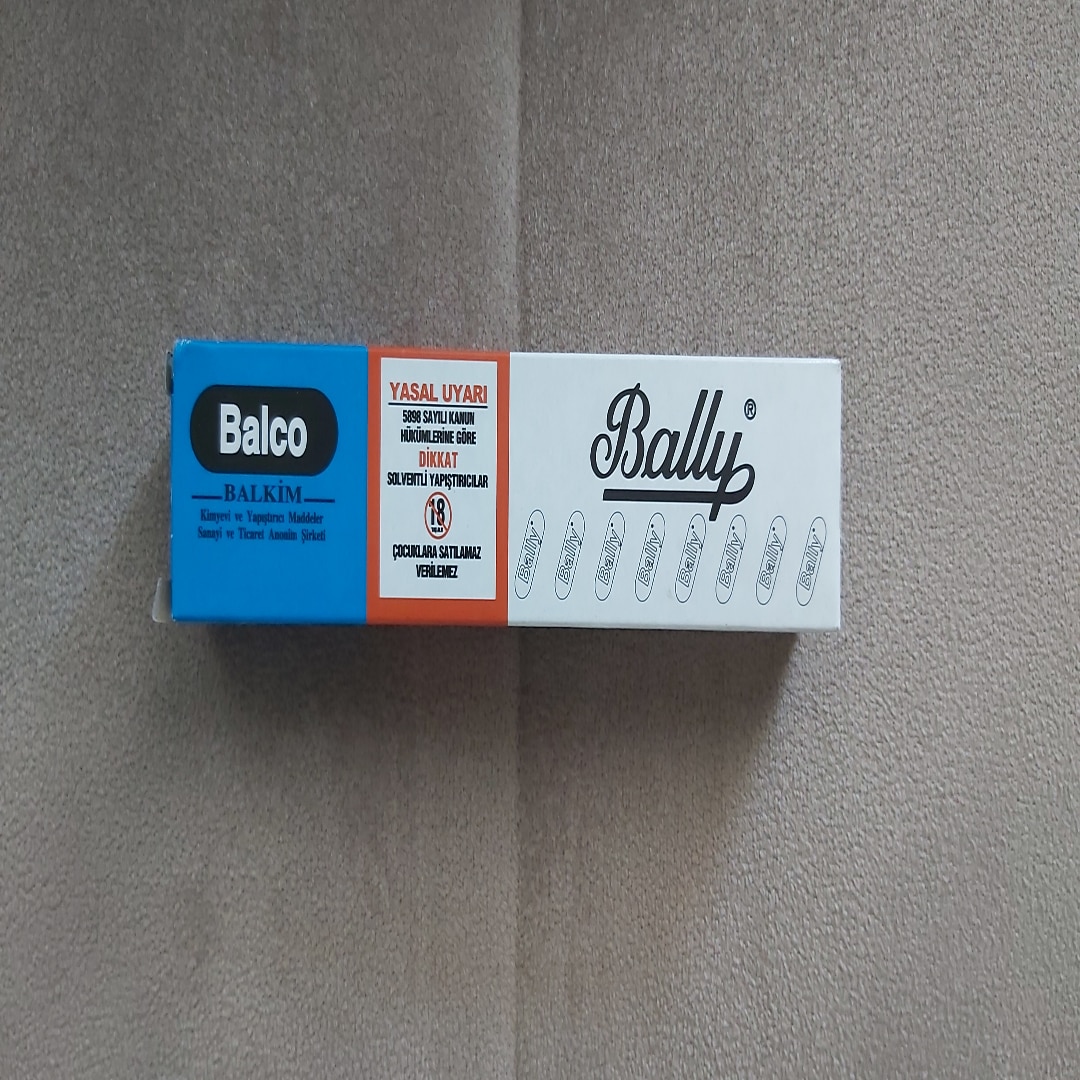 Balco
BALKİM
Kimyevi ve Yapıştırıcı Maddeler
Sanayi ve Ticaret Anonim Şirketi
YASAL UYARI
5898 SAYILI KANUN
HÜKÜMLERİNE GÖRE
DİKKAT
SOLVENTLİ YAPIŞTIRICILAR
18
YAŞ
ÇOCUKLARA SATILAMAZ
VERİLEMEZ
Bally®
Bally Bally Bally Bally Bally Bally Bally Bally